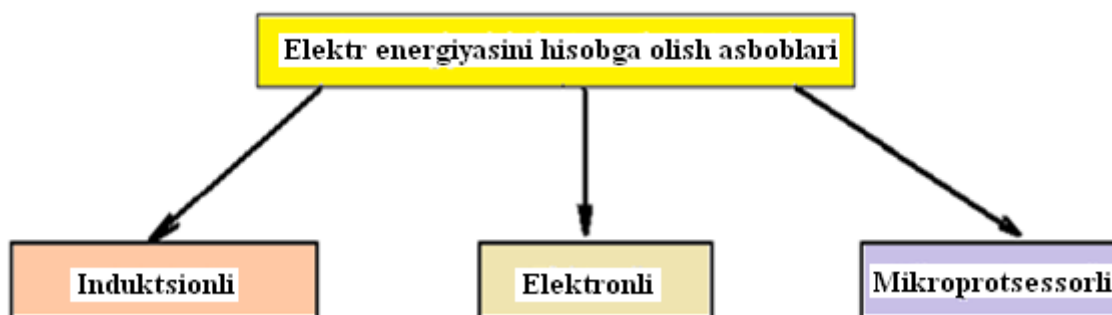 Elektr energiyasini hisobga olish asboblari
Induktsionli
Elektronli
Mikroprotsessorli